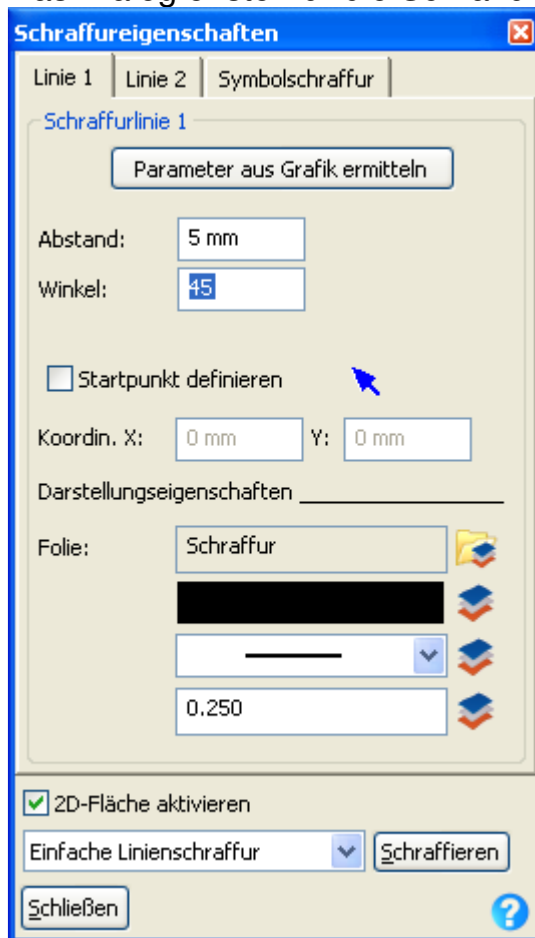 Schraffureigenschaften
Linie 1 Linie 2 Symbolschraffur
Schraffurlinie 1
Parameter aus Grafik ermitteln
Abstand: 5 mm
Winkel: 45
Startpunkt definieren
Koordin. X: 0 mm Y: 0 mm
Darstellungseigenschaften
Folie: Schraffur
0.250
2D-Fläche aktivieren
Einfache Linienschraffur Schraffieren
Schließen